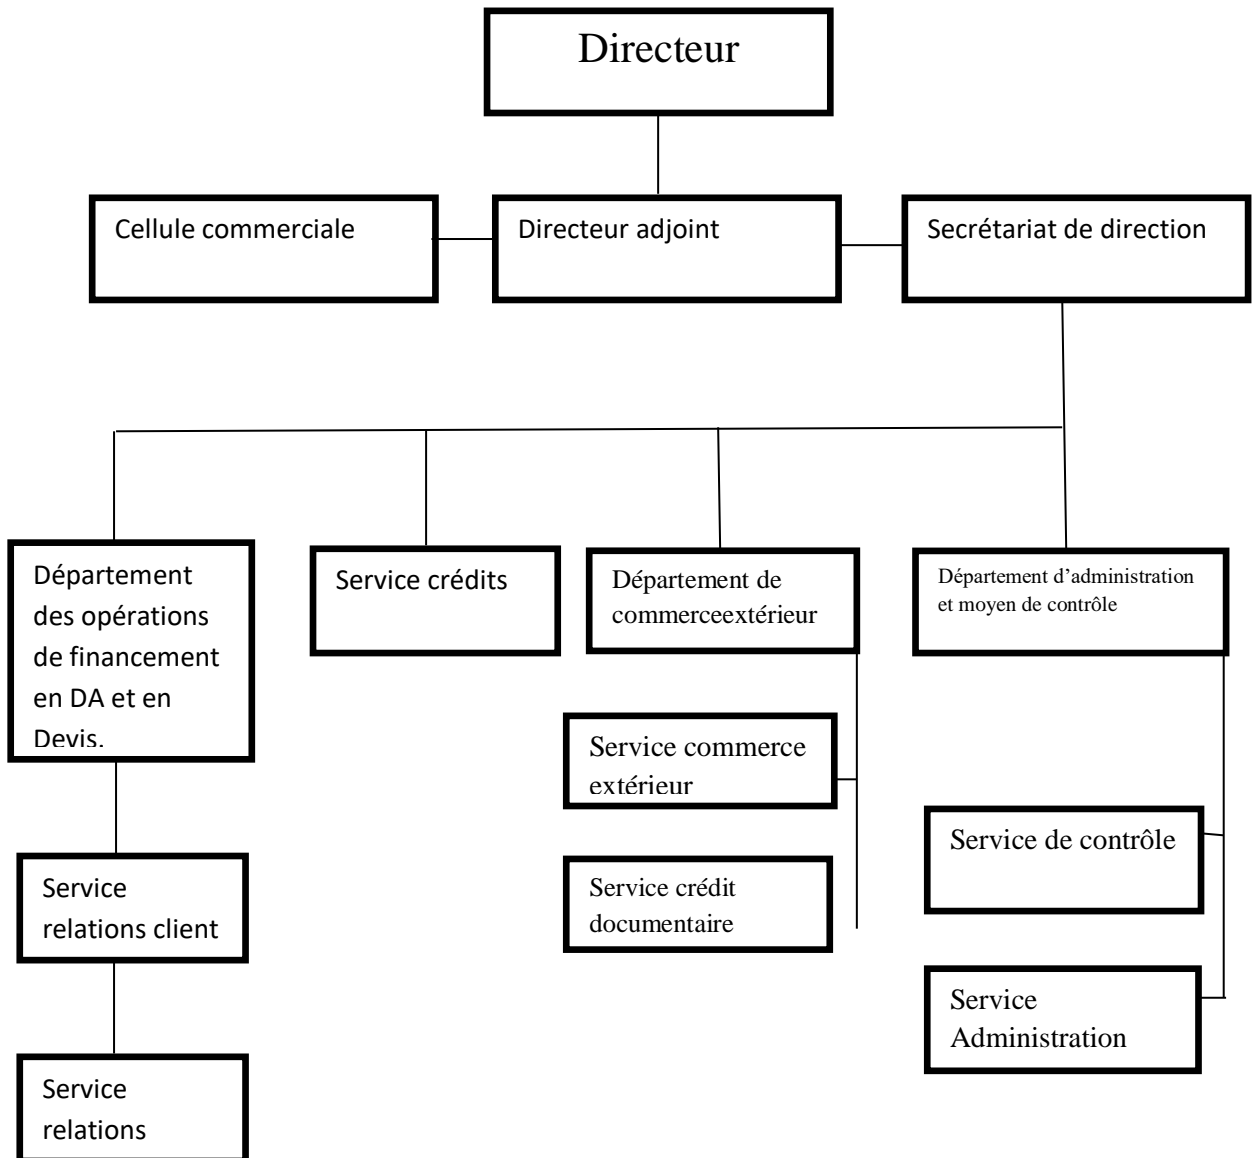 Directeur
Cellule commerciale
Directeur adjoint
Secrétariat de direction
Département
des opérations
de financement
en DA et en
Devis.
Service crédits
Département de
commerceextérieur
Département d’administration
et moyen de contrôle
Service commerce
extérieur
Service de contrôle
Service
relations client
Service crédit
documentaire
Service
Administration
Service
relations